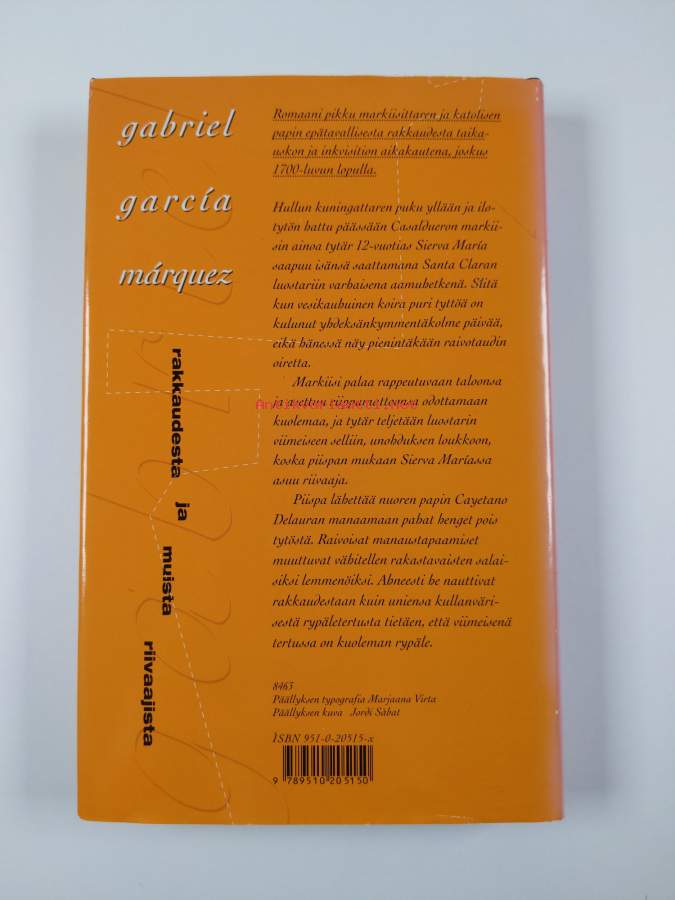 gabriel
garcía
márquez
rakkaudesta ja muista riivaajista
Romaani pikku markiisittaren ja katolisen
papin epätavallisesta rakkaudesta taika-
uskon ja inkvisition aikakautena, joskus
1700-luvun lopulla.
Hullun kuningattaren puku yllään ja ilo-
tytön hattu päässään Casaldueron markii-
sin ainoa tytär 12-vuotias Sierva María
saapuu isänsä saattamana Santa Claran
luostariin varhaisena aamuhetkenä. Siitä
kun vesikauhuinen koira puri tyttöä on
kulunut yhdeksänkymmentäkolme päivää,
eikä hänessä näy pienintäkään raivotaudin
oiretta.
Markiisi palaa rappeutuvaan taloonsa
ja asettuu riippumattoonsa odottamaan
Antikvariaatti.net
kuolemaa, ja tytär teljetään luostarin
viimeiseen selliin, unohduksen loukkoon,
koska piispan mukaan Sierva Maríassa
asuu riivaaja.
Piispa lähettää nuoren papin Cayetano
Delauran manaamaan pahat henget pois
tytöstä. Raivoisat manaustapaamiset
muuttuvat vähitellen rakastavaisten salai-
siksi lemmenöiksi. Ahneesti he nauttivat
rakkaudestaan kuin uniensa kullanväri-
sestä rypäletertusta tietäen, että viimeisenä
tertussa on kuoleman rypäle.
8463
Päällyksen typografia Marjaana Virta
Päällyksen kuva Jordi Sàbat
ISBN 951-0-20515-x
9 789510 205150